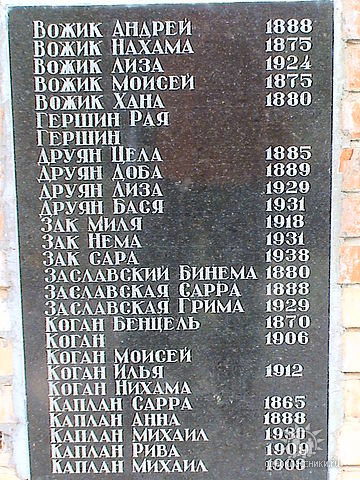 Вожик Андрей 1888
Вожик Нахама 1875
Вожик Лиза 1924
Вожик Моисей 1875
Вожик Хана 1880
Гершин Рая
Гершин
Друян Цела 1885
Друян Доба 1889
Друян Лиза 1929
Друян Бася 1931
Зак Миля 1918
Зак Нема 1931
Зак Сара 1938
Заславский Бинема 1880
Заславская Сарра 1888
Заславская Грима 1929
Коган Бенцель 1870
Коган 1906
Коган Моисей
Коган Илья 1912
Коган Нихама
Каплан Сарра 1865
Каплан Анна 1888
Каплан Михаил 1930
Каплан Рива 1909
Каплан Михаил 1908